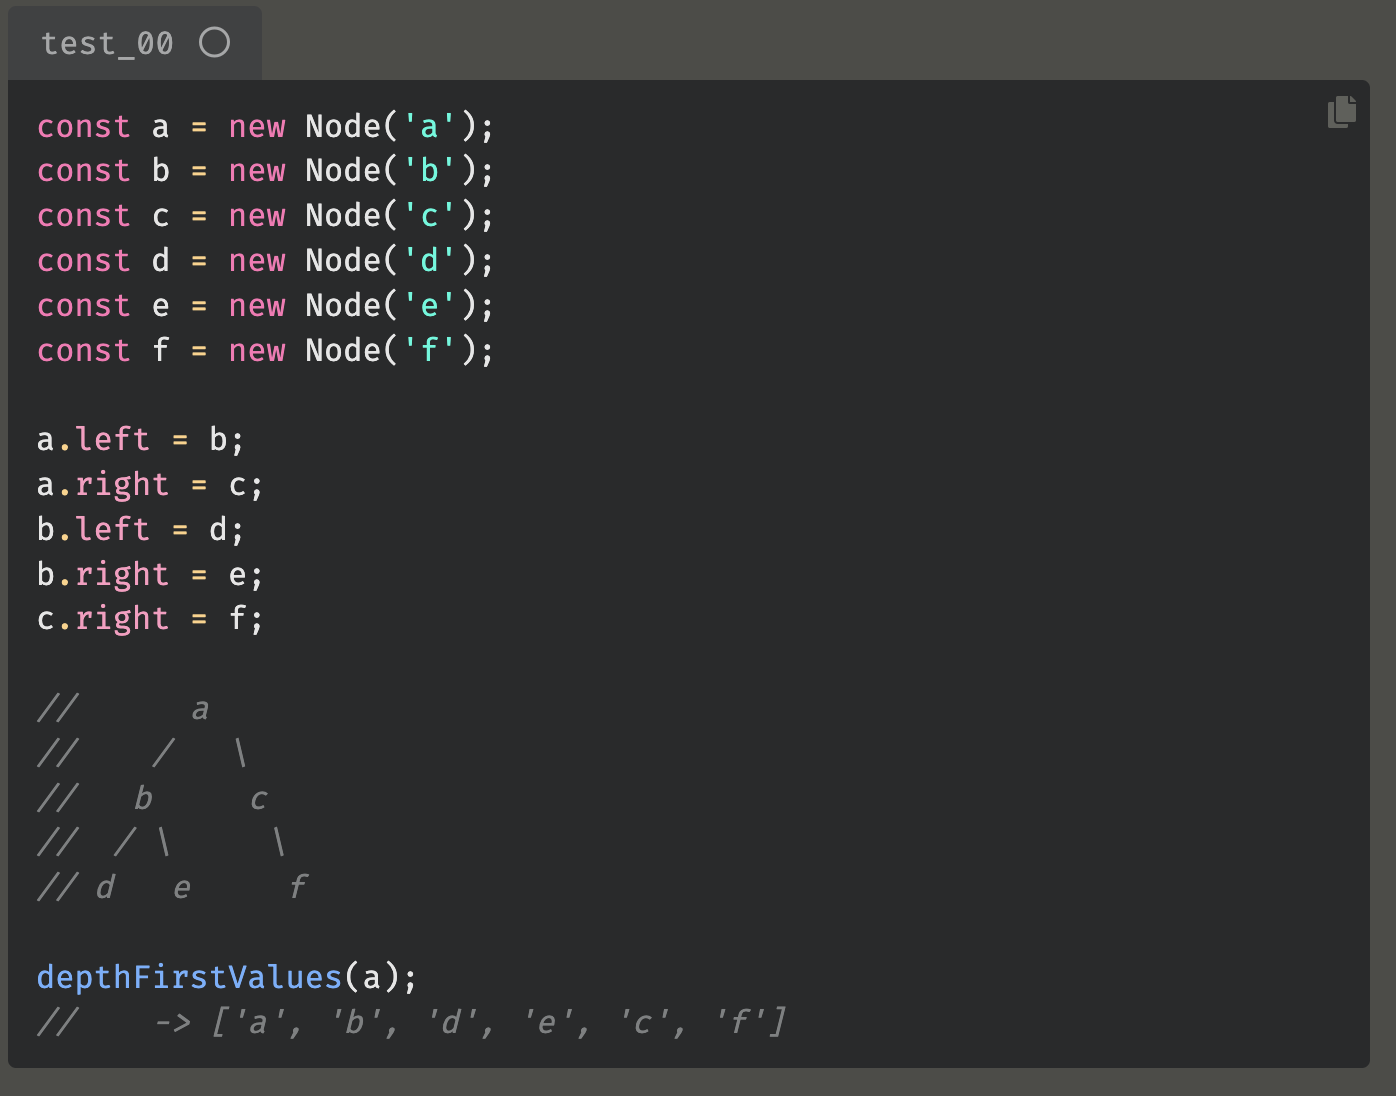 test_00
const a = new Node('a');
const b = new Node('b');
const c = new Node('c');
const d = new Node('d');
const e = new Node('e');
const f = new Node('f');
a.left = b;
a.right = c;
b.left = d;
b.right = e;
c.right = f;
//      a
//    /   \
//   b     c
//  / \     \
// d   e     f
depthFirstValues(a);
//    -> ['a', 'b', 'd', 'e', 'c', 'f']